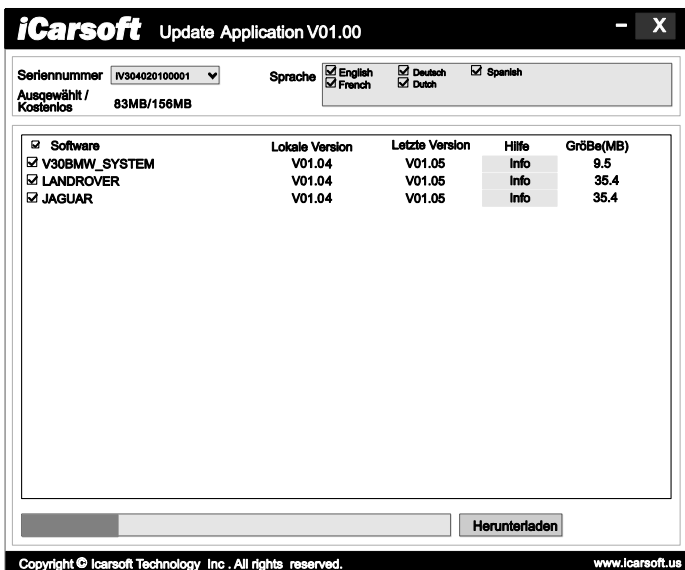 iCarsoft Update Application V01.00 – X
Seriennummer IV304020100001 Sprache English Deutsch Spanish
French Dutch
Ausqewählt /
Kostenlos 83MB/156MB
Software Lokale Version Letzte Version Hilfe GröBe(MB)
V30BMW_SYSTEM V01.04 V01.05 Info 9.5
LANDROVER V01.04 V01.05 Info 35.4
JAGUAR V01.04 V01.05 Info 35.4
Herunterladen
Copyright © Icarsoft Technology Inc . All rights reserved. www.icarsoft.us